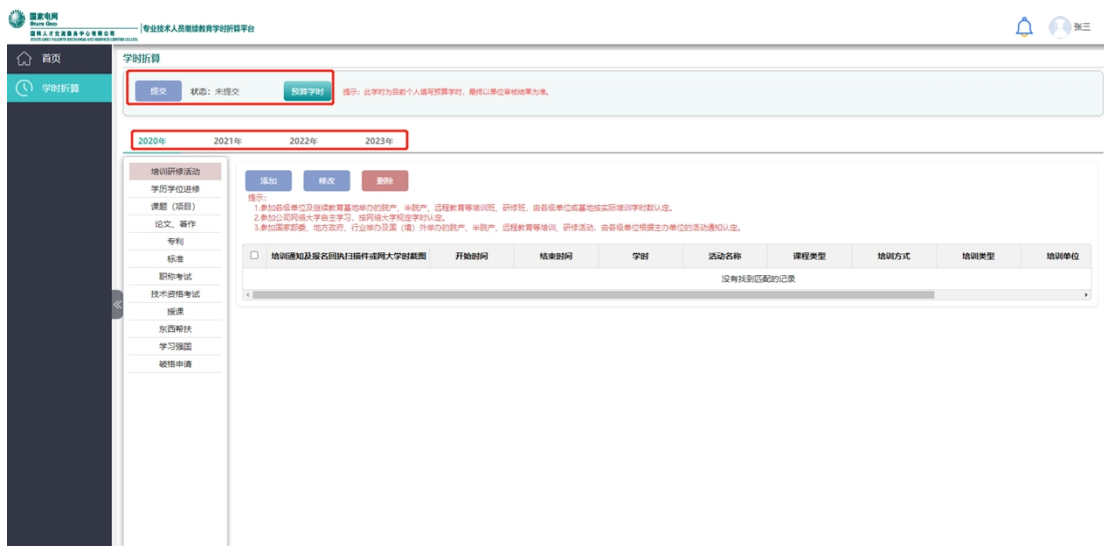 国家电网
STATE GRID
国网人才交流服务中心有限公司
STATE GRID TALENTS EXCHANGE AND SERVICE CENTER CO.,LTD.
专业技术人员继续教育学时折算平台
张三
首页
学时折算
学时折算
提交 状态：未提交 预算学时 提示：此学时为目前个人填写预算学时，最终以单位审核结果为准。
2020年 2021年 2022年 2023年
培训研修活动
学历学位进修
课题（项目）
论文、著作
专利
标准
职称考试
技术资格考试
授课
东西帮扶
学习强国
破格申请
添加 修改 删除
提示：
1.参加各级单位及继续教育基地举办的脱产、半脱产、远程教育等培训班、研修班，由各级单位或基地按实际培训学时数认定。
2.参加公司网络大学自主学习，按网络大学规定学时认定。
3.参加国家部委、地方政府、行业举办及国（境）外举办的脱产、半脱产、远程教育等培训、研修活动，由各级单位根据主办单位的活动通知认定。
培训通知及报名回执扫描件或网大学时截图 开始时间 结束时间 学时 活动名称 课程类型 培训方式 培训类型 培训单位
没有找到匹配的记录